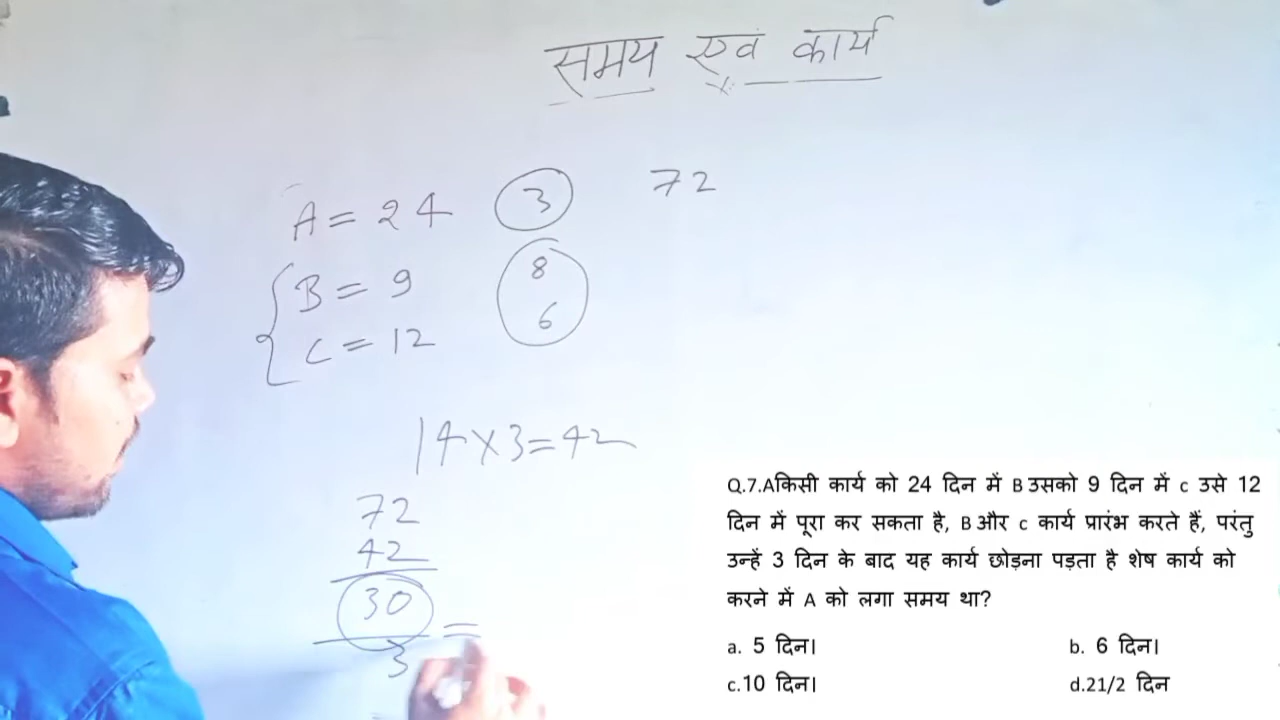 समय एवं कार्य
A = 24 3 72
B = 9 8
C = 12 6
14×3=42
72
42
30
3 =
Q.7.Aकिसी कार्य को 24 दिन में B उसको 9 दिन में c उसे 12
दिन में पूरा कर सकता है, B और c कार्य प्रारंभ करते हैं, परंतु
उन्हें 3 दिन के बाद यह कार्य छोड़ना पड़ता है शेष कार्य को
करने में A को लगा समय था?
a. 5 दिन।
b. 6 दिन।
c.10 दिन।
d.21/2 दिन